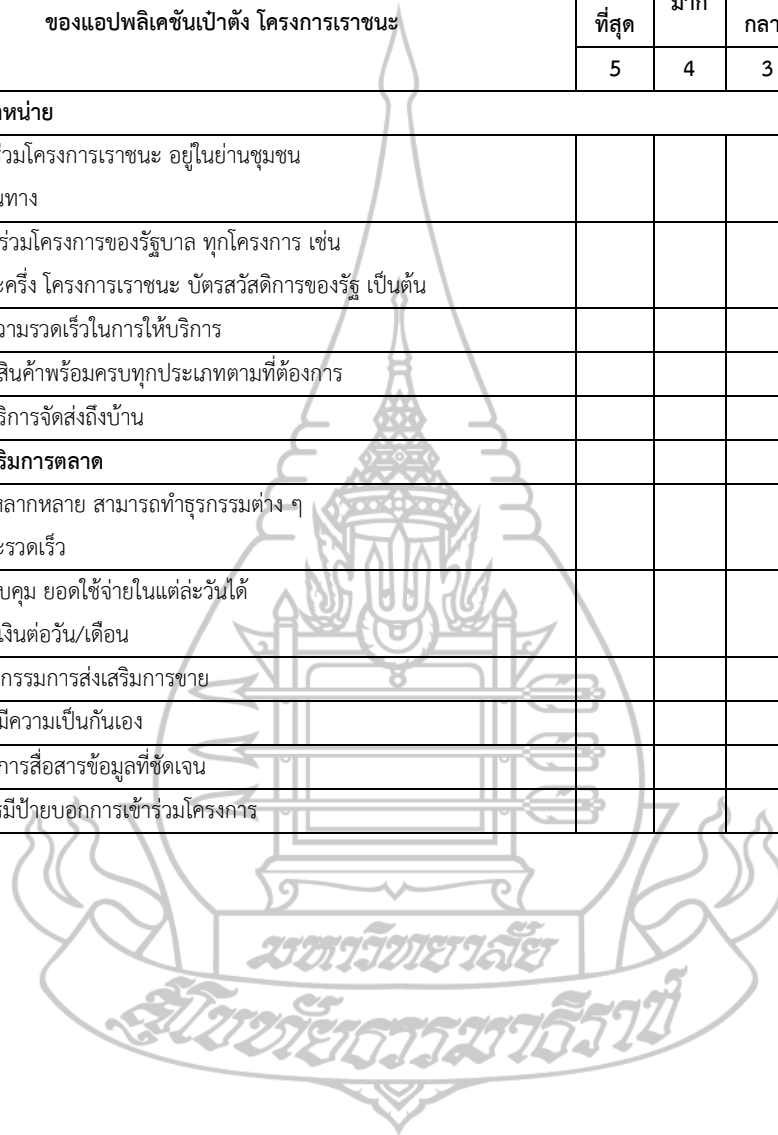 มาก
ของแอปพลิเคชันเป๋าตัง โครงการเราชนะ
ที่สุด
กลา
5 4 3
หน่าย
ร่วมโครงการเราชนะ อยู่ในย่านชุมชน
นทาง
ร่วมโครงการของรัฐบาล ทุกโครงการ เช่น
ะครึ่ง โครงการเราชนะ บัตรสวัสดิการของรัฐ เป็นต้น
วามรวดเร็วในการให้บริการ
สินค้าพร้อมครบทุกประเภทตามที่ต้องการ
ริการจัดส่งถึงบ้าน
ริมการตลาด
หลากหลาย สามารถทำธุรกรรมต่าง ๆ
ะรวดเร็ว
บคุม ยอดใช้จ่ายในแต่ล่ะวันได้
เงินต่อวัน/เดือน
กรรมการส่งเสริมการขาย
มีความเป็นกันเอง
การสื่อสารข้อมูลที่ชัดเจน
รมีป้ายบอกการเข้าร่วมโครงการ
มหาวิทยาลัย
สุโขทัยธรรมาธิราช